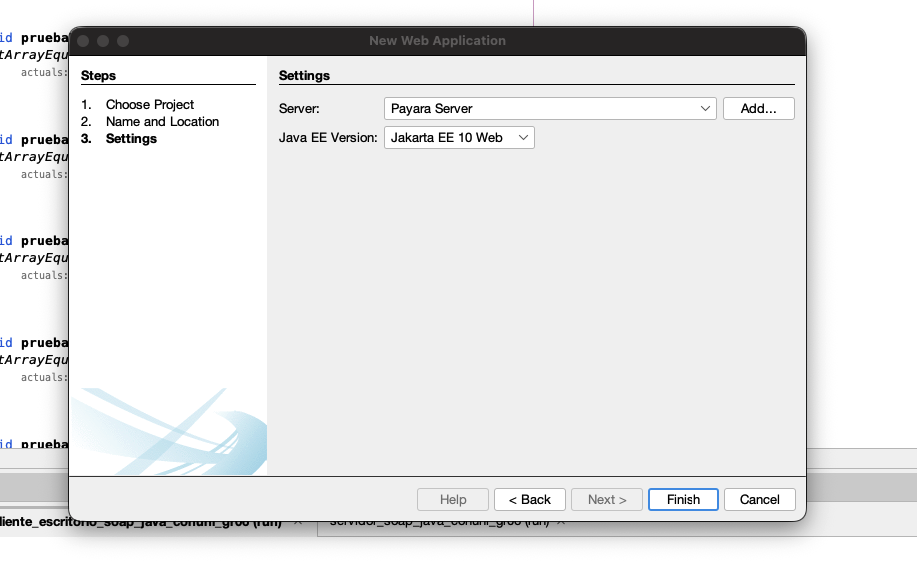 id prueba
tArrayEqu
actuals:
id prueba
tArrayEqu
actuals:
id prueba
tArrayEqu
actuals:
id prueba
tArrayEqu
actuals:
id prueba
New Web Application
Steps
1. Choose Project
2. Name and Location
3. Settings
Settings
Server: Payara Server Add...
Java EE Version: Jakarta EE 10 Web
Help < Back Next > Finish Cancel
liente_escritorio_soap_java_conuni_gr06 (run) × servidor_soap_java_conuni_gr06 (run) ×